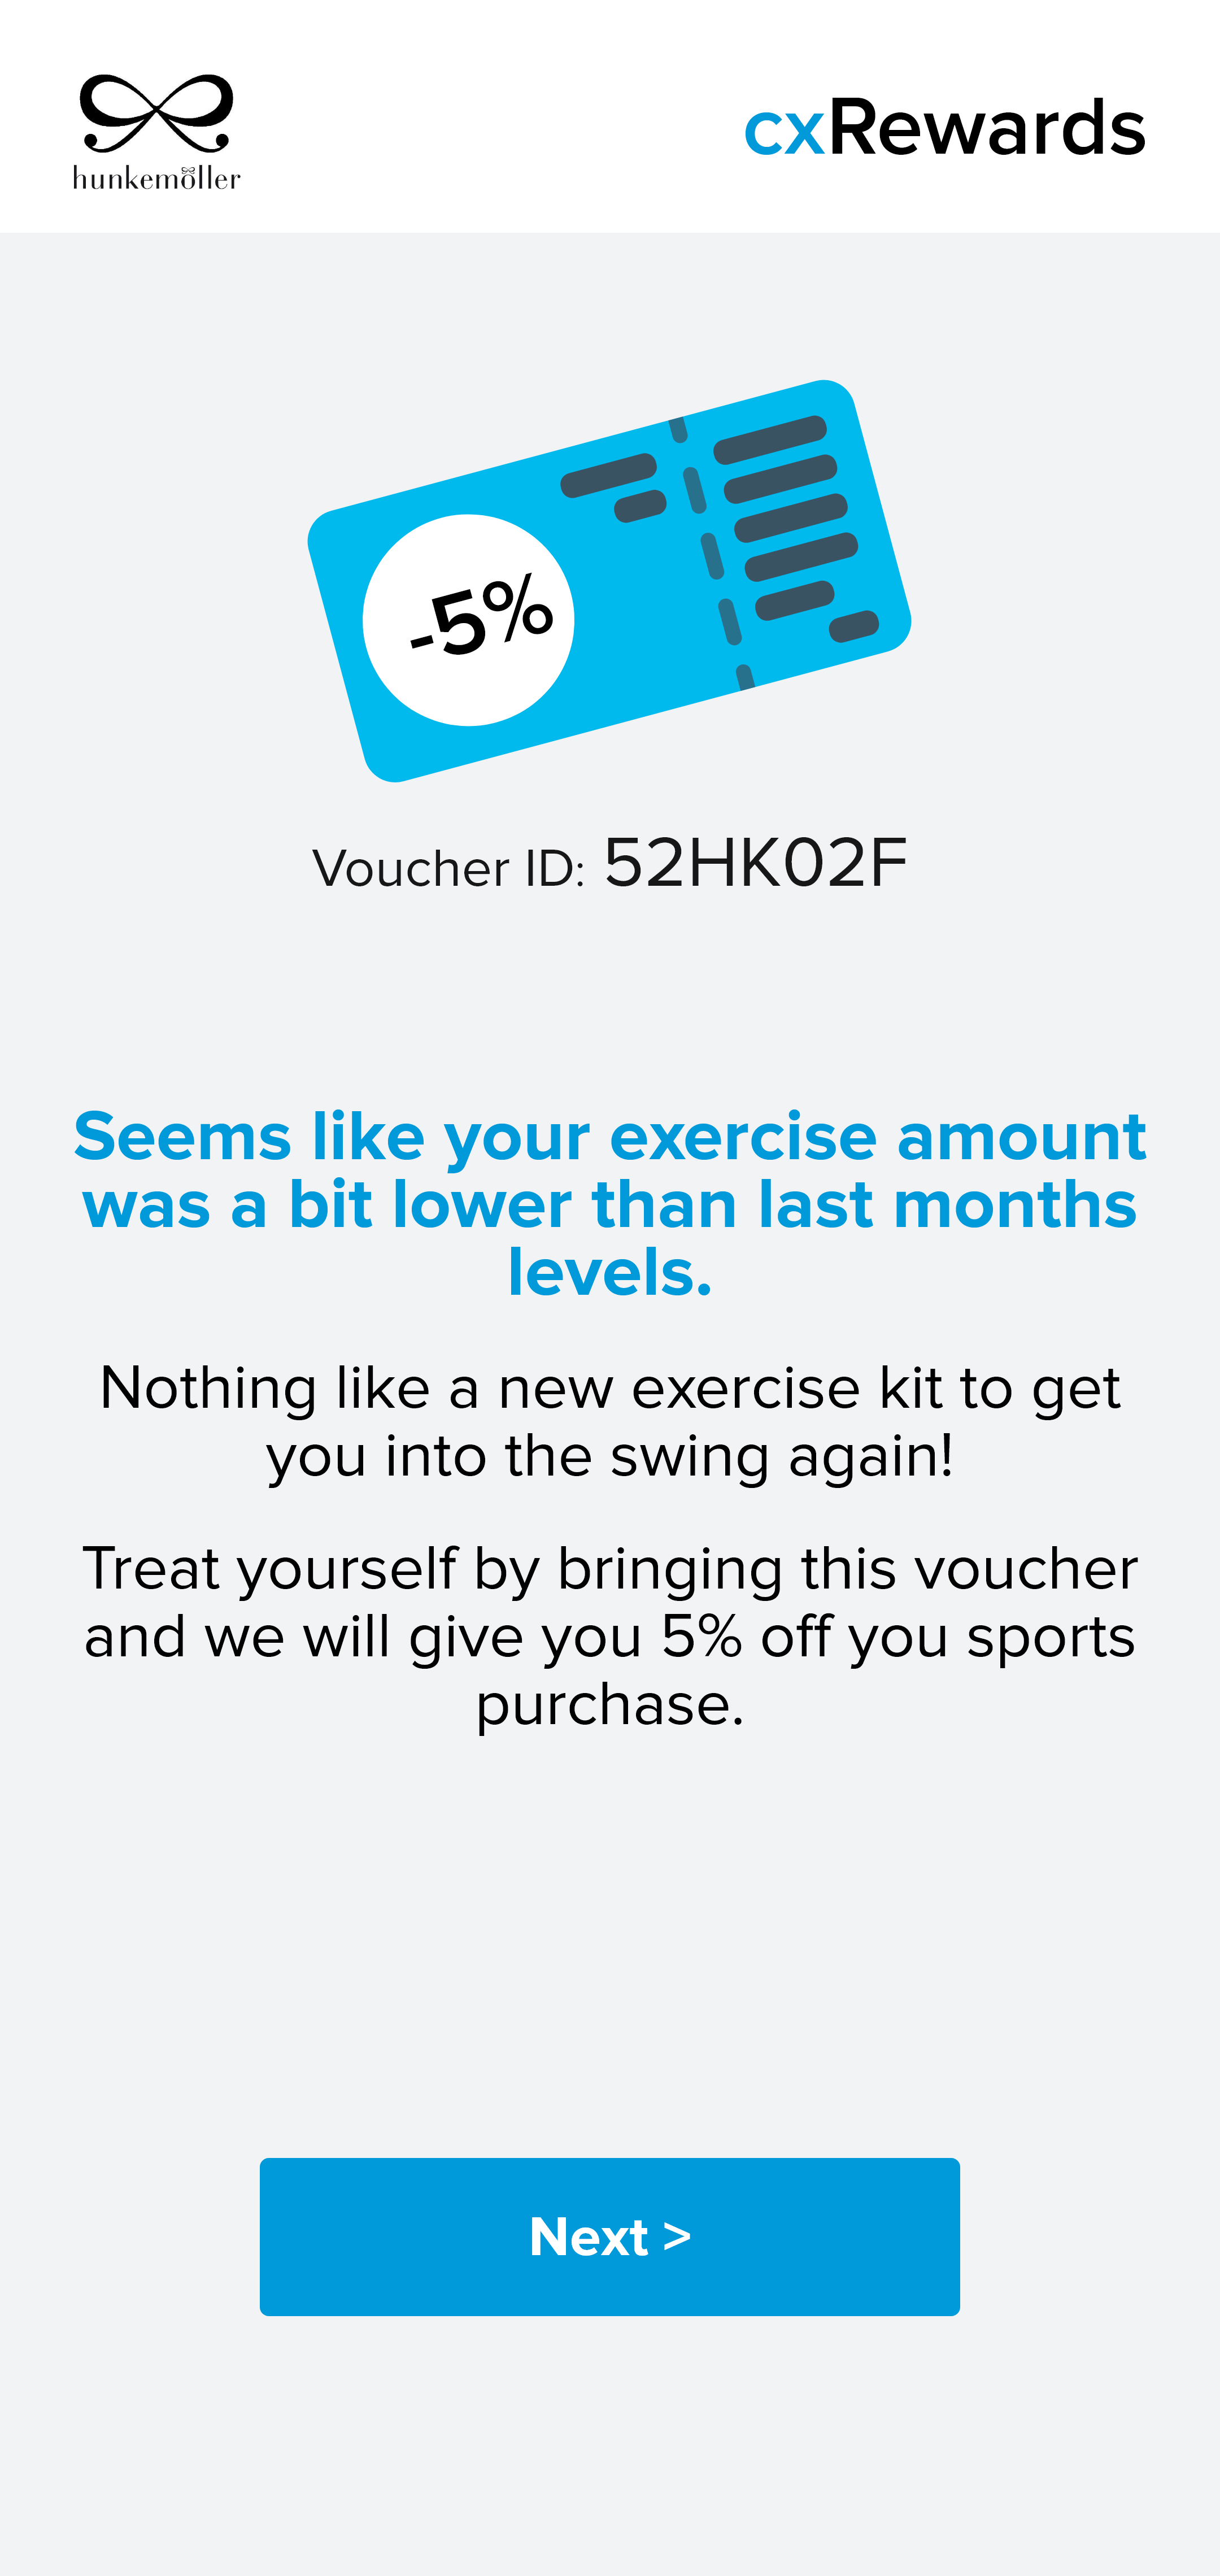 hunkemöller
cxRewards
-5%
Voucher ID: 52HK02F
Seems like your exercise amount
was a bit lower than last months
levels.
Nothing like a new exercise kit to get
you into the swing again!
Treat yourself by bringing this voucher
and we will give you 5% off you sports
purchase.
Next >